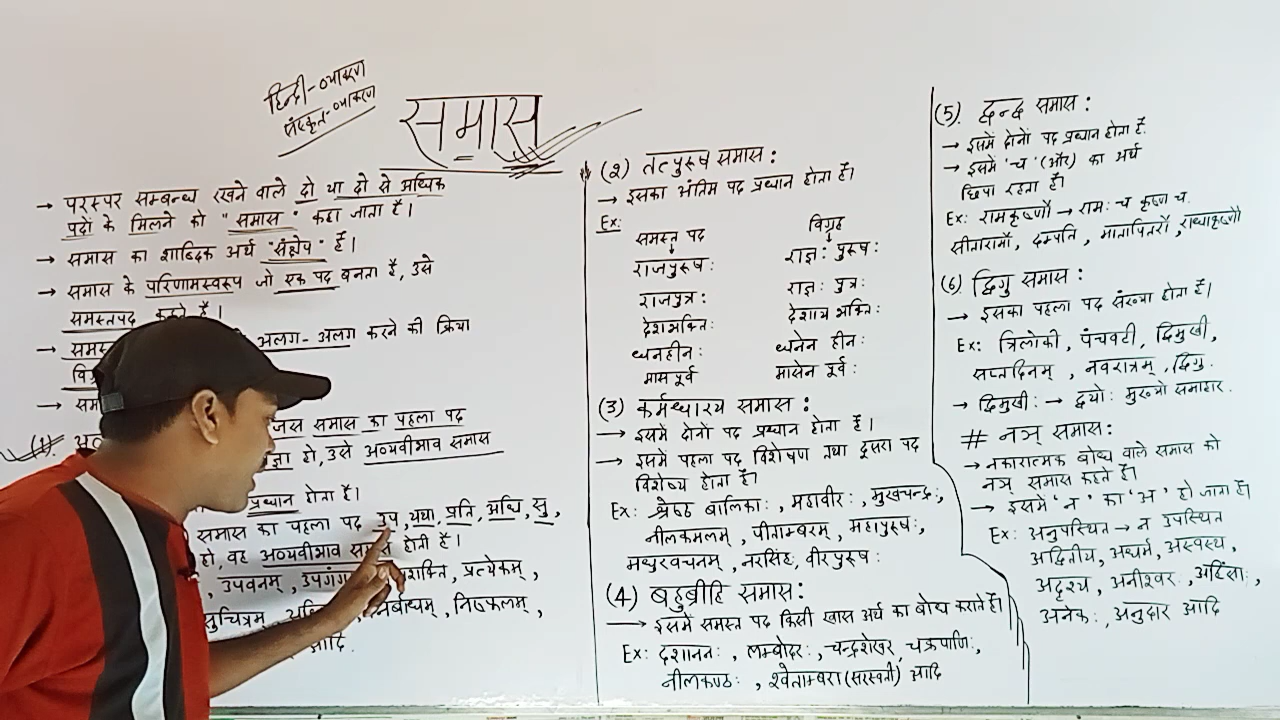 हिन्दी-व्याकरण
संस्कृत-व्याकरण
समास
→ परस्पर सम्बन्ध रखने वाले दो या दो से अधिक
पदों के मिलने को "समास" कहा जाता है।
→ समास का शाब्दिक अर्थ "संक्षेप" है।
→ समास के परिणामस्वरूप जो एक पद बनता है, उसे
समस्तपद कहते हैं।
→ अलग-अलग करने की क्रिया
→
(1)
समास का पहला पद
हो, उसे अव्ययीभाव समास
प्रधान होता है।
समास का पहला पद उप, यथा, प्रति, अधि, सु,
हो, वह अव्ययीभाव समास होती है।
, उपवनम्, प्रत्येकम्,
सुचित्रम, निष्कलम्,
आदि.
(2) तत्पुरूष समास:
→ इसका अंतिम पद प्रधान होता है।
Ex:
समस्त पद विग्रह
राजपुरूष: राज्ञ: पुरूष:
राजपुत्र: राज्ञ: पुत्र:
देशभक्ति: देशाय भक्ति:
धनहीन: धनेन हीन:
मासपूर्व मासेन पूर्व:
(3) कर्मधारय समास:
→ इसमें दोनों पद प्रधान होता है।
→ इसमें पहला पद विशेषण तथा दूसरा पद
विशेष्य होता है।
Ex: श्रेष्ठ बालिका:, महावीर:, मुखचन्द्र:,
नीलकमलम्, पीताम्बरम्, महापुरूष:,
मधुरवचनम्, नरसिंह:, वीरपुरूष:
(4) बहुब्रीहि समास:
→ इसमें समस्त पद किसी खास अर्थ का बोध कराते हैं।
Ex: दशानन:, लम्बोदर:, चन्द्रशेखर, चक्रपाणि:,
नीलकण्ठ:, श्वेताम्बरा (सरस्वती) आदि
(5). द्वन्द्व समास:
→ इसमें दोनों पद प्रधान होता हैं.
→ इसमें 'च' (और) का अर्थ
छिपा रहता है।
Ex: रामकृष्णौ → राम: च कृष्ण च.
सीतारामौ, दम्पति, मातापितरौ, राधाकृष्णौ
(6) द्विगु समास:
→ इसका पहला पद संख्या होता है।
Ex: त्रिलोकी, पंचवटी, द्विमुखी,
सप्तदिनम्, नवरात्रम्, द्विगु.
→ द्विमुखी: → द्वयो: मुख्यो समाहार.
# नञ् समास:
→ नकारात्मक बोध वाले समास को
नञ् समास कहते हैं।
→ इसमें 'न' का 'अ' हो जाता है।
Ex: अनुपस्थित → न उपस्थित
अद्वितीय, अधर्म, अस्वस्थ,
अदृश्य, अनीश्वर:, अहिंसा:,
अनेक:, अनुदार आदि